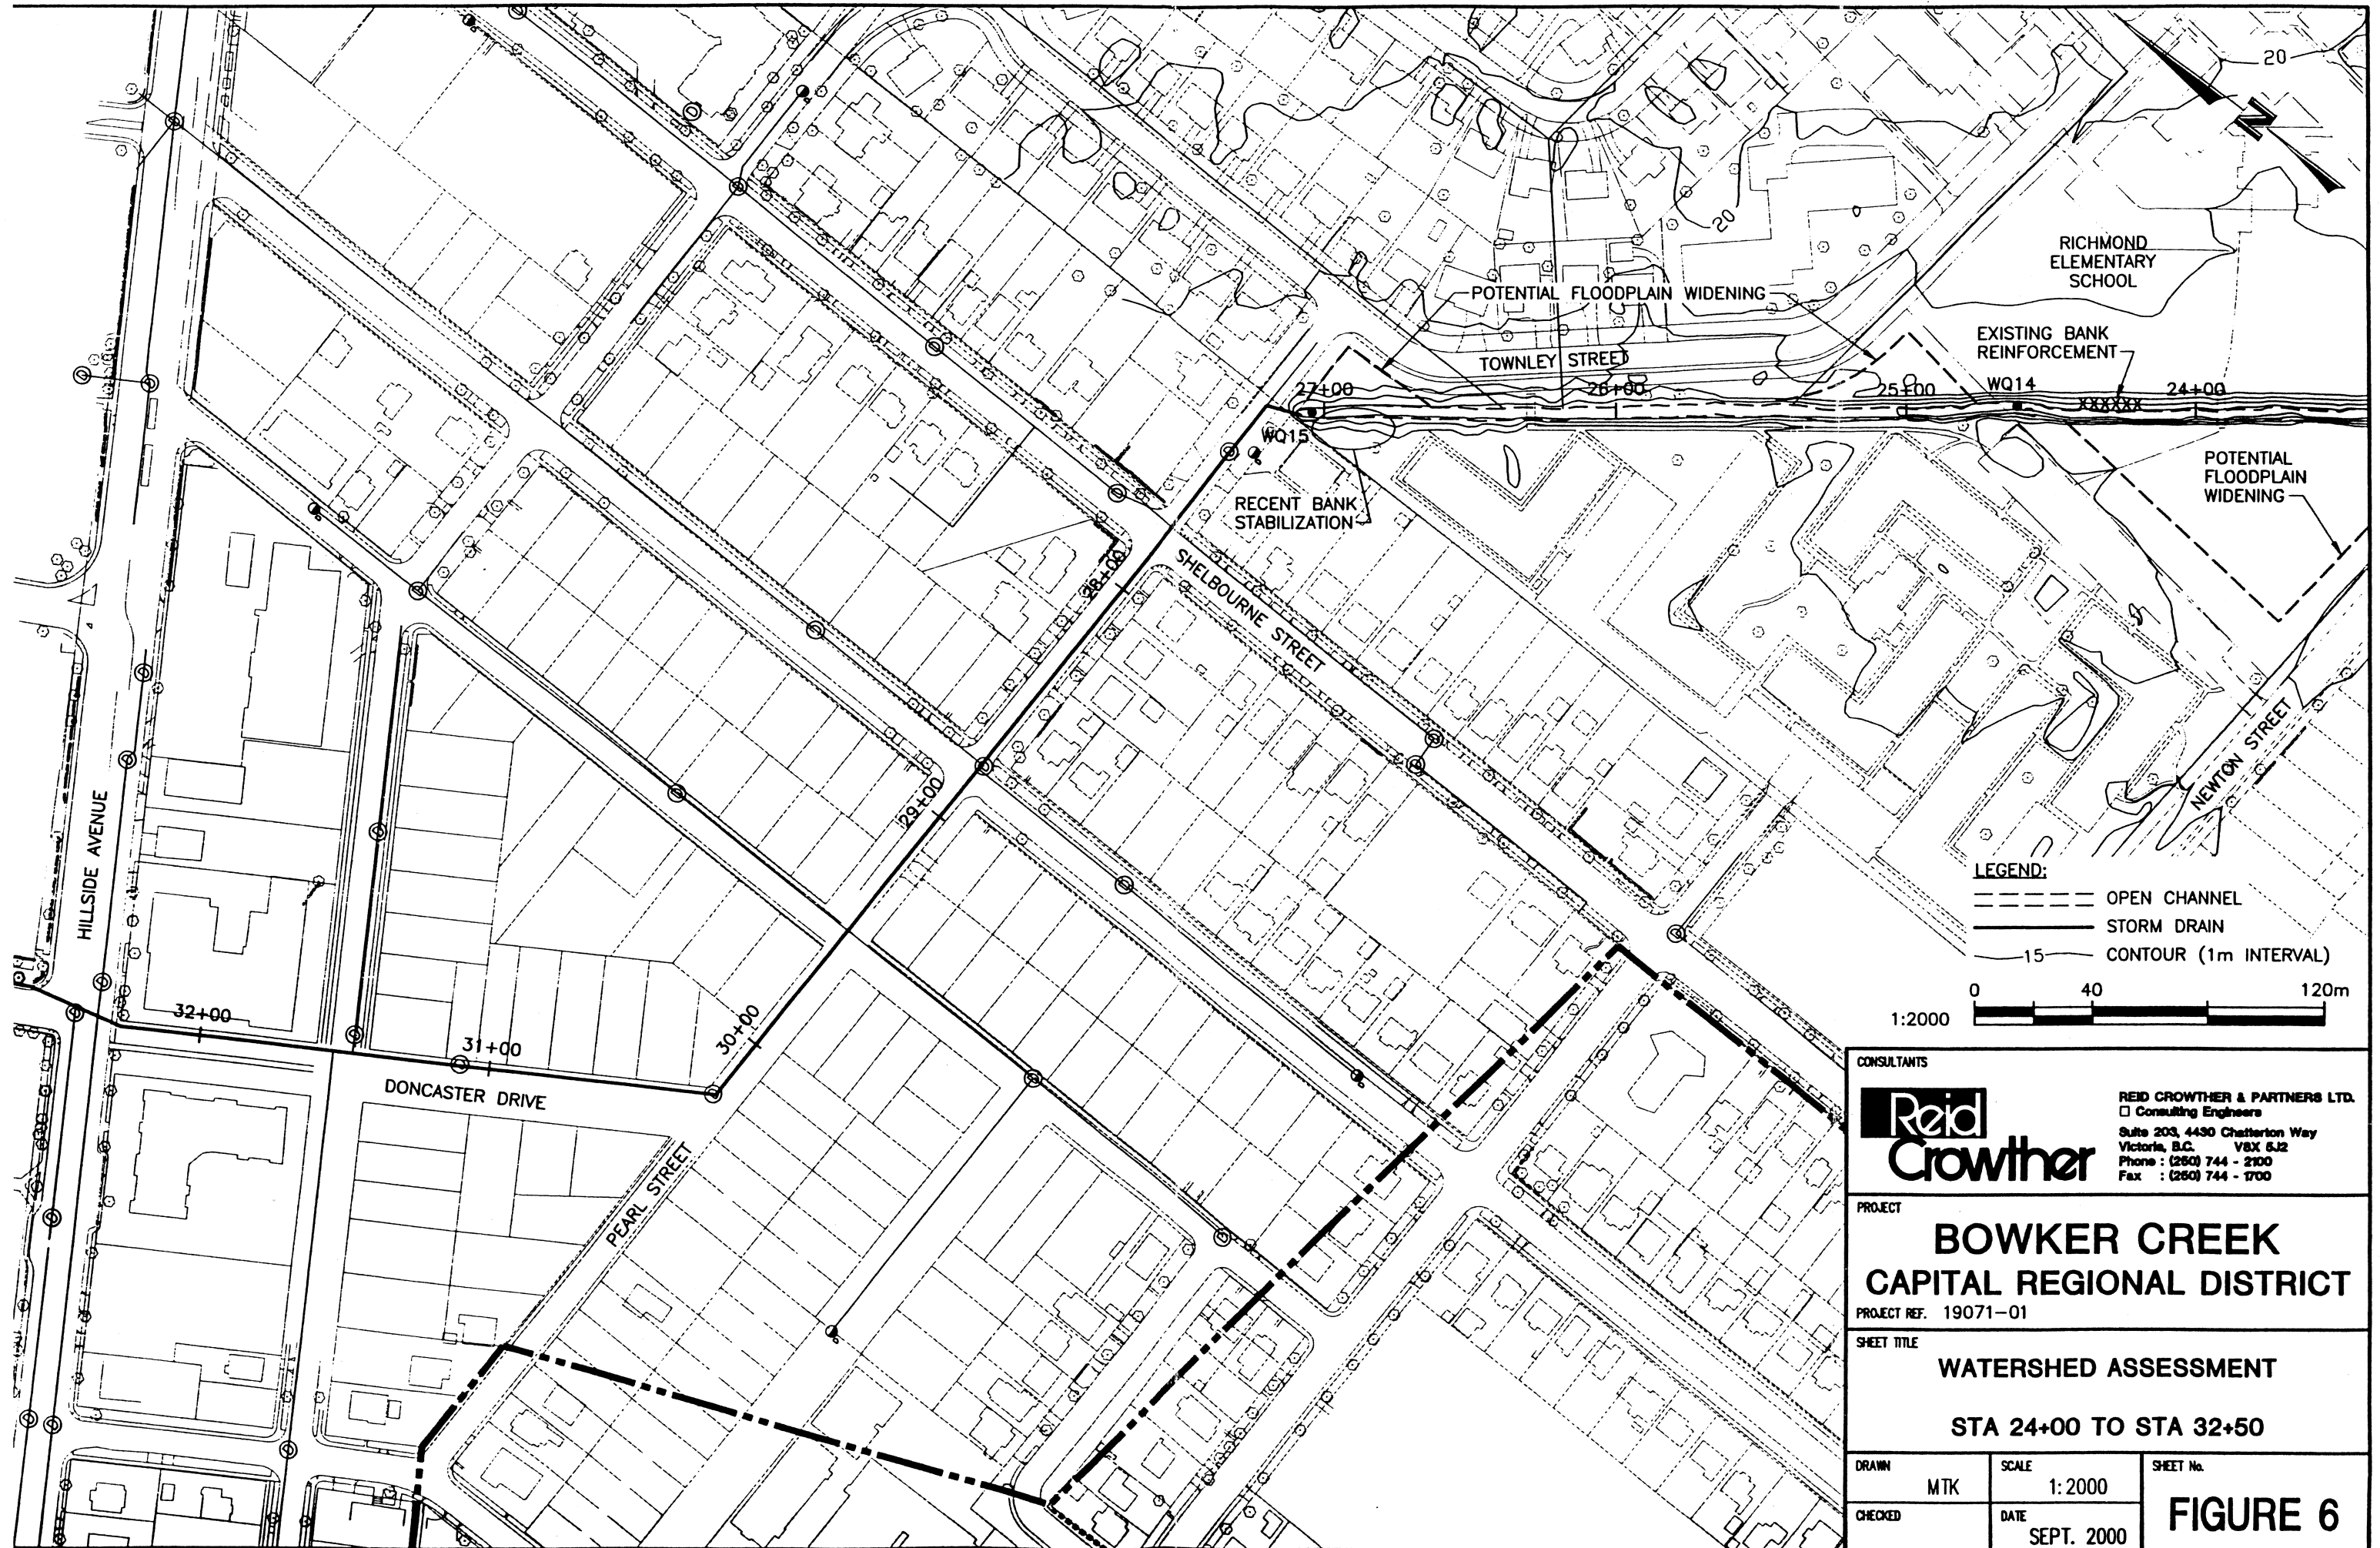 20
N
20
RICHMOND
ELEMENTARY
SCHOOL
POTENTIAL FLOODPLAIN WIDENING
EXISTING BANK
REINFORCEMENT
TOWNLEY STREET
27+00
26+00
25+00
WQ14
XXXXXX
24+00
WQ15
POTENTIAL
FLOODPLAIN
WIDENING
RECENT BANK
STABILIZATION
28+00
SHELBOURNE STREET
NEWTON STREET
29+00
HILLSIDE AVENUE
LEGEND:
OPEN CHANNEL
STORM DRAIN
15 CONTOUR (1m INTERVAL)
0 40 120m
1:2000
32+00
31+00
30+00
DONCASTER DRIVE
PEARL STREET
CONSULTANTS
Reid
Crowther
REID CROWTHER & PARTNERS LTD.
Consulting Engineers
Suite 203, 4430 Chatterton Way
Victoria, B.C. V8X 5J2
Phone : (250) 744 - 2100
Fax : (250) 744 - 1700
PROJECT
BOWKER CREEK
CAPITAL REGIONAL DISTRICT
PROJECT REF. 19071-01
SHEET TITLE
WATERSHED ASSESSMENT
STA 24+00 TO STA 32+50
DRAWN
MTK
SCALE
1:2000
SHEET No.
FIGURE 6
CHECKED
DATE
SEPT. 2000